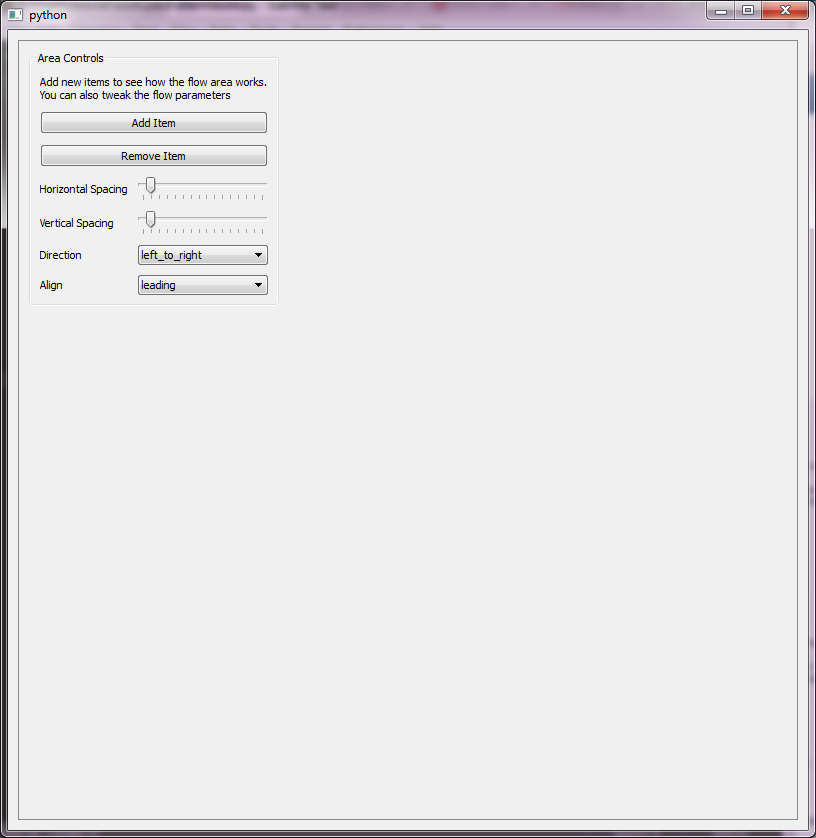 python
Area Controls
Add new items to see how the flow area works.
You can also tweak the flow parameters
Add Item
Remove Item
Horizontal Spacing
Vertical Spacing
Direction left_to_right
Align leading